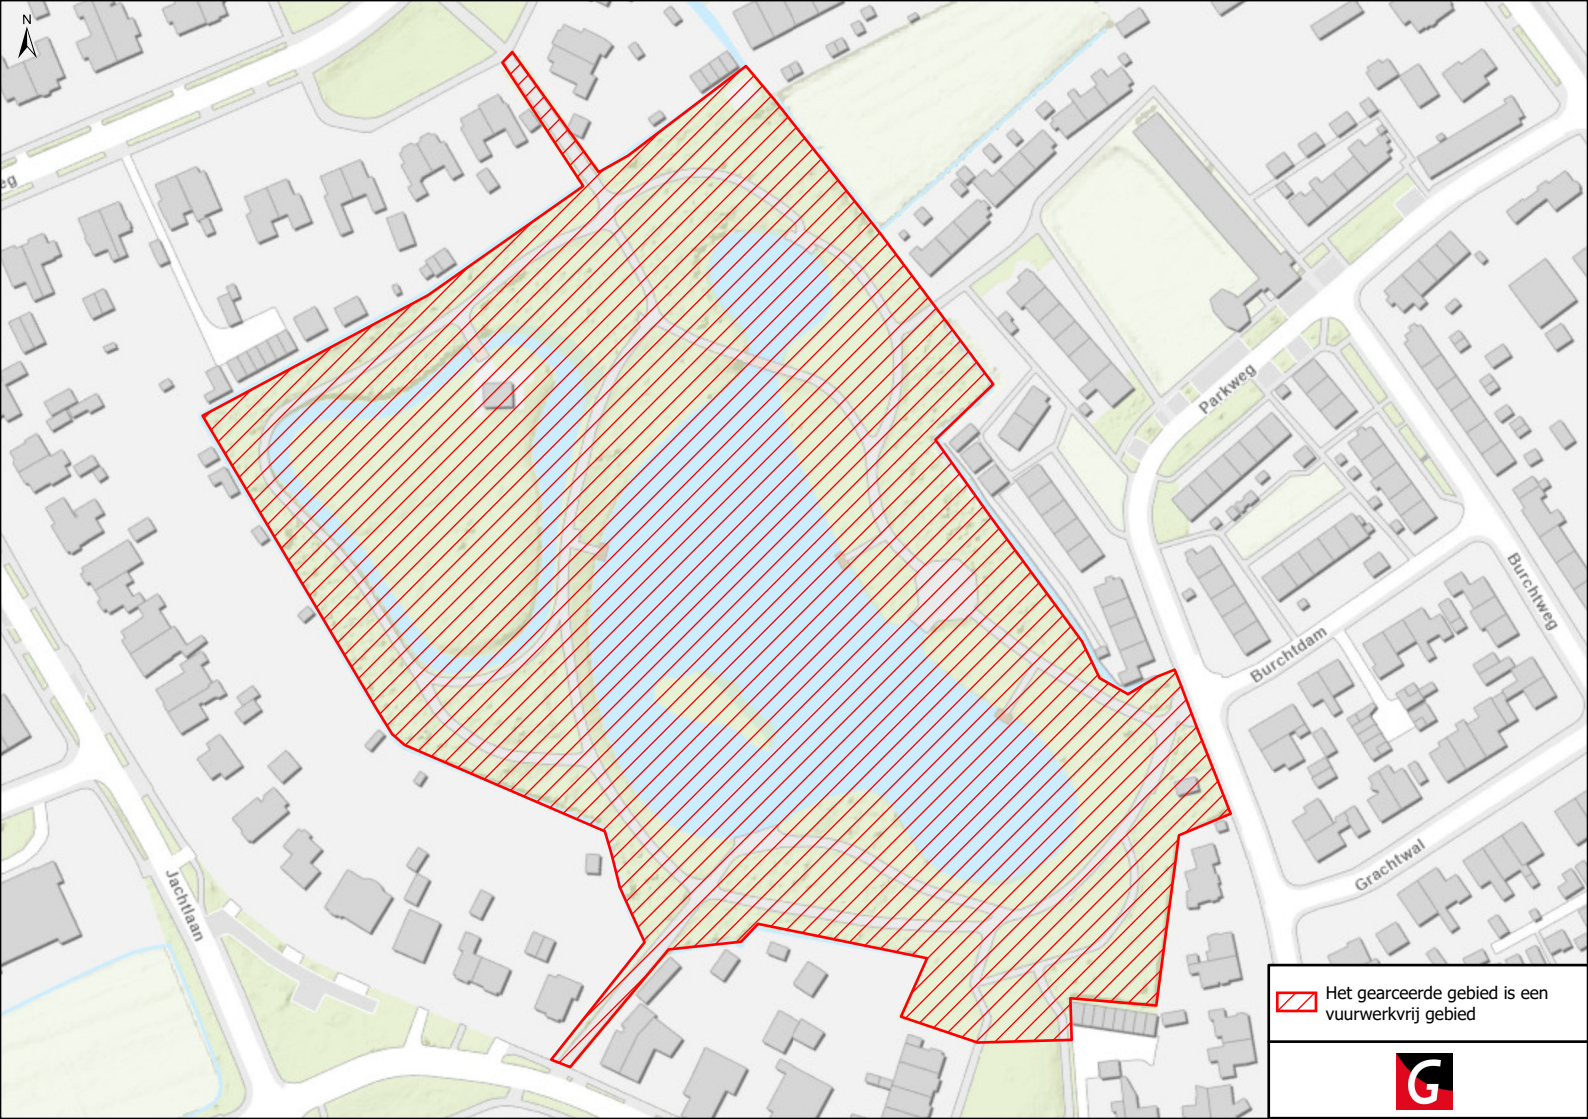 N
eg
Parkweg
Burchtweg
Burchtdam
Grachtwal
Jachtlaan
Het gearceerde gebied is een
vuurwerkvrij gebied
G